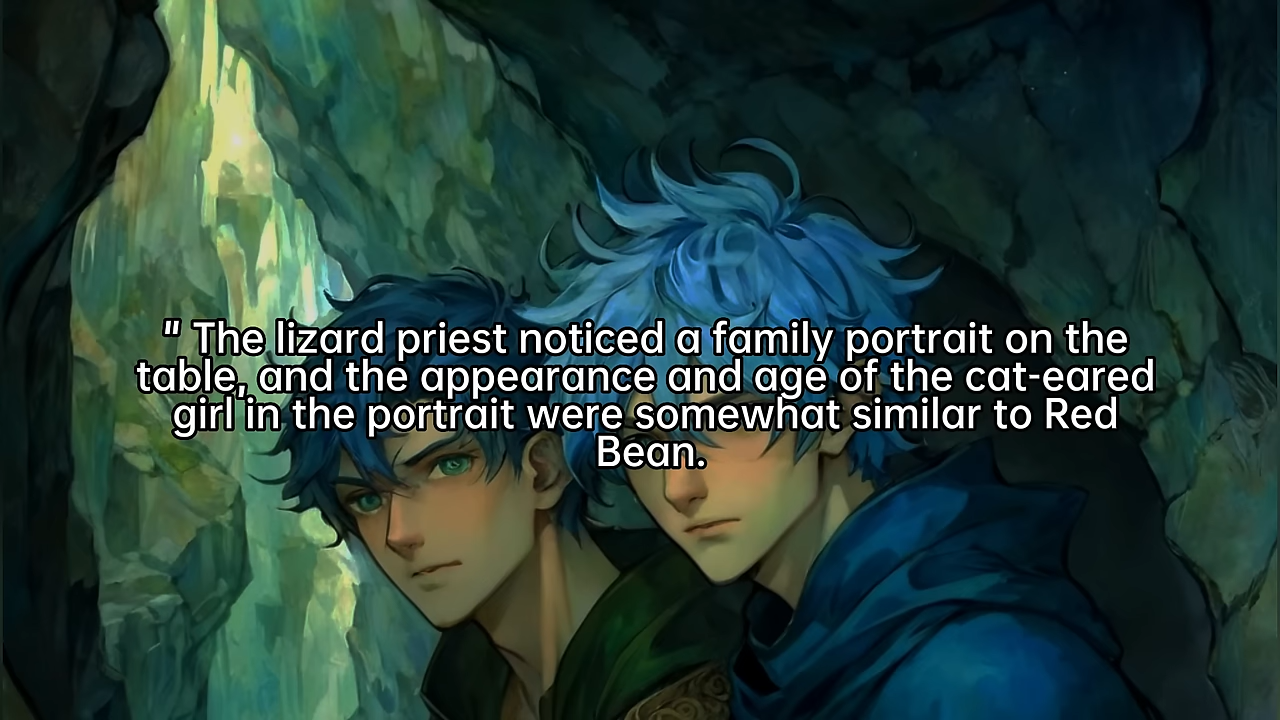 " The lizard priest noticed a family portrait on the
table, and the appearance and age of the cat-eared
girl in the portrait were somewhat similar to Red
Bean.